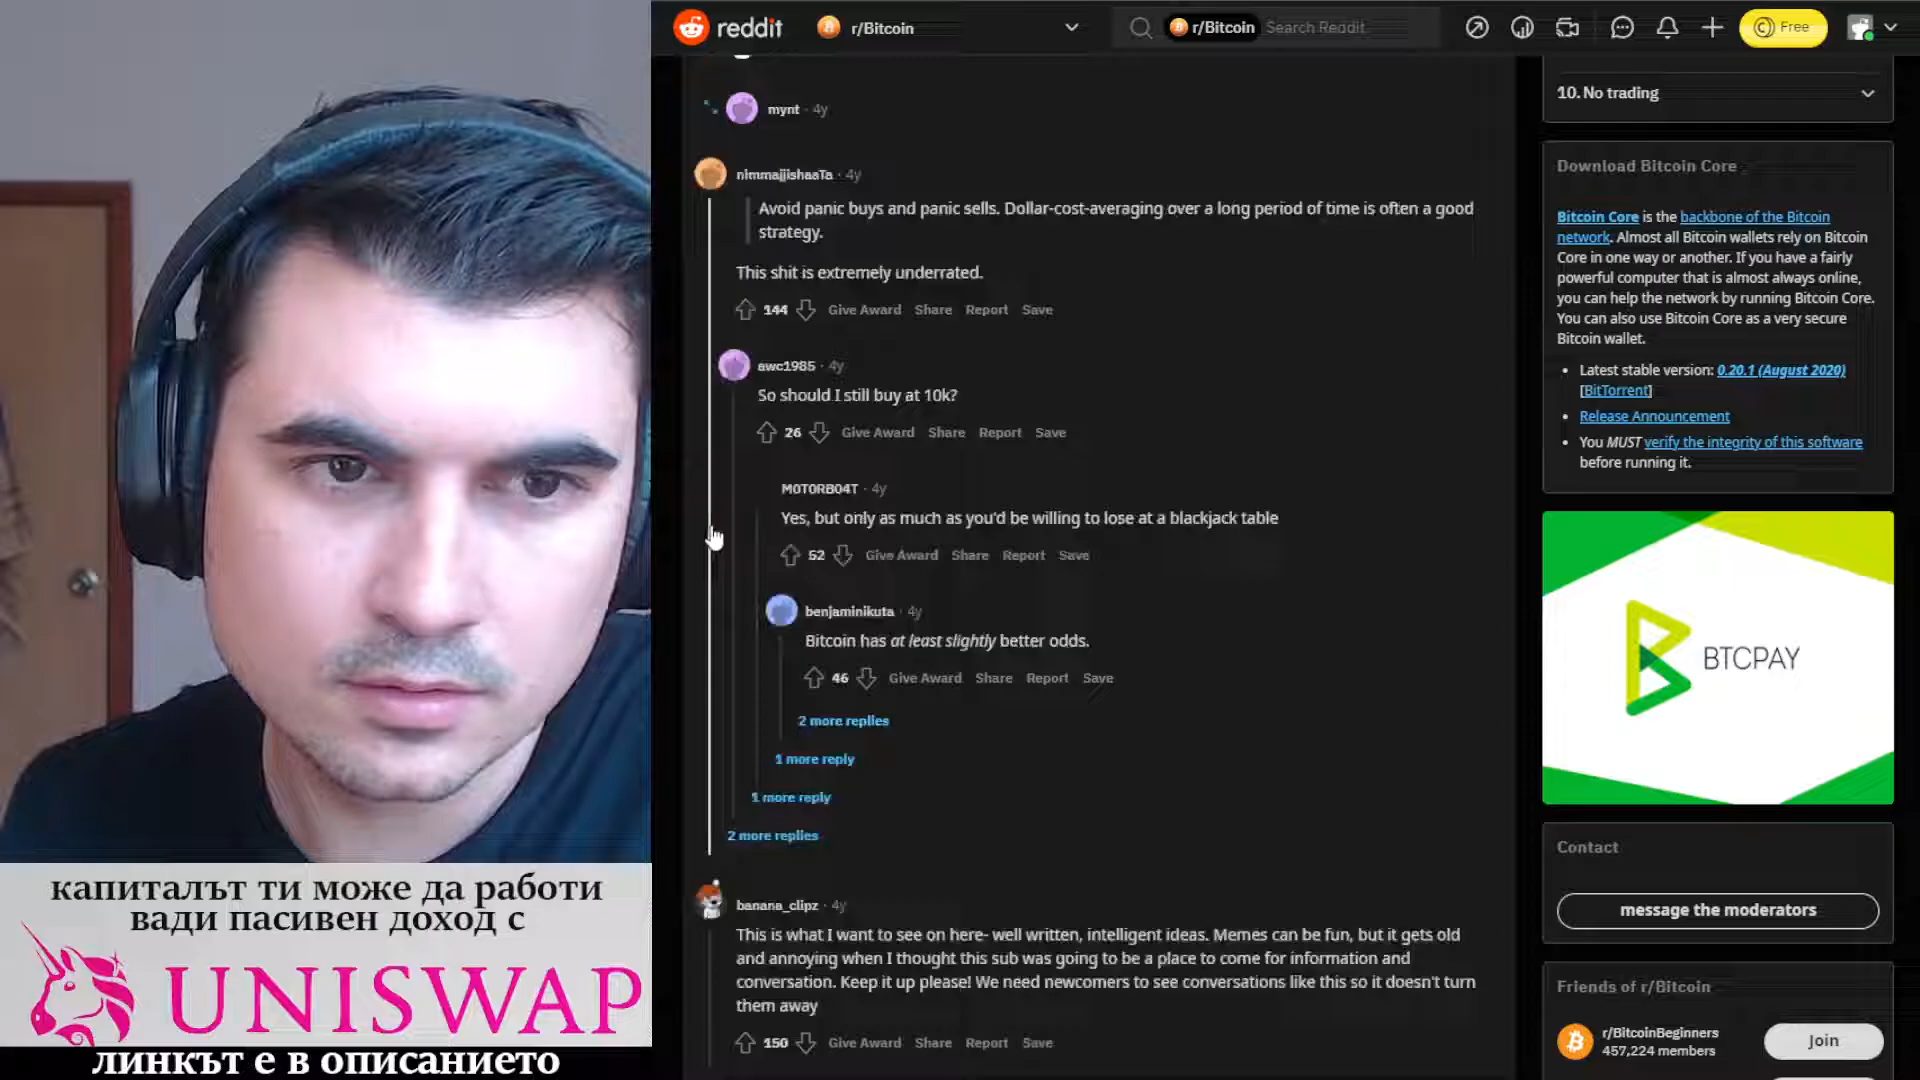 reddit
r/Bitcoin
r/Bitcoin Search Reddit
Free
mynt · 4y
nimmajjishaaTa · 4y
Avoid panic buys and panic sells. Dollar-cost-averaging over a long period of time is often a good
strategy.
This shit is extremely underrated.
144 Give Award Share Report Save
awc1985 · 4y
So should I still buy at 10k?
26 Give Award Share Report Save
M0T0RB04T · 4y
Yes, but only as much as you'd be willing to lose at a blackjack table
52 Give Award Share Report Save
benjaminikuta · 4y
Bitcoin has at least slightly better odds.
46 Give Award Share Report Save
2 more replies
1 more reply
1 more reply
2 more replies
banana_clipz · 4y
This is what I want to see on here- well written, intelligent ideas. Memes can be fun, but it gets old
and annoying when I thought this sub was going to be a place to come for information and
conversation. Keep it up please! We need newcomers to see conversations like this so it doesn't turn
them away
150 Give Award Share Report Save
10. No trading
Download Bitcoin Core
Bitcoin Core is the backbone of the Bitcoin
network. Almost all Bitcoin wallets rely on Bitcoin
Core in one way or another. If you have a fairly
powerful computer that is almost always online,
you can help the network by running Bitcoin Core.
You can also use Bitcoin Core as a very secure
Bitcoin wallet.
• Latest stable version: 0.20.1 (August 2020)
[BitTorrent]
• Release Announcement
• You MUST verify the integrity of this software
before running it.
BTCPAY
Contact
message the moderators
Friends of r/Bitcoin
r/BitcoinBeginners
457,224 members
Join
капиталът ти може да работи
вади пасивен доход с
UNISWAP
линкът е в описанието